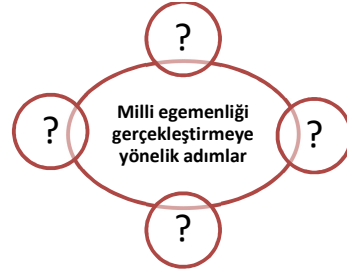 ?
Milli egemenliği
? gerçekleştirmeye ?
yönelik adımlar
?